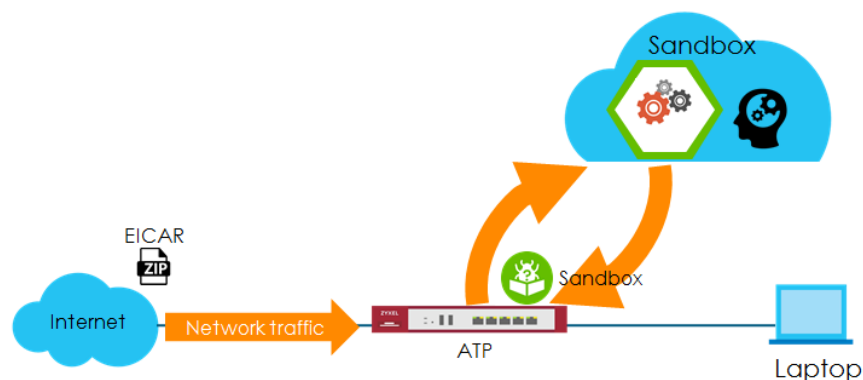 Sandbox
EICAR
ZIP
Sandbox
Internet
Network traffic
ZYXEL
ATP
Laptop